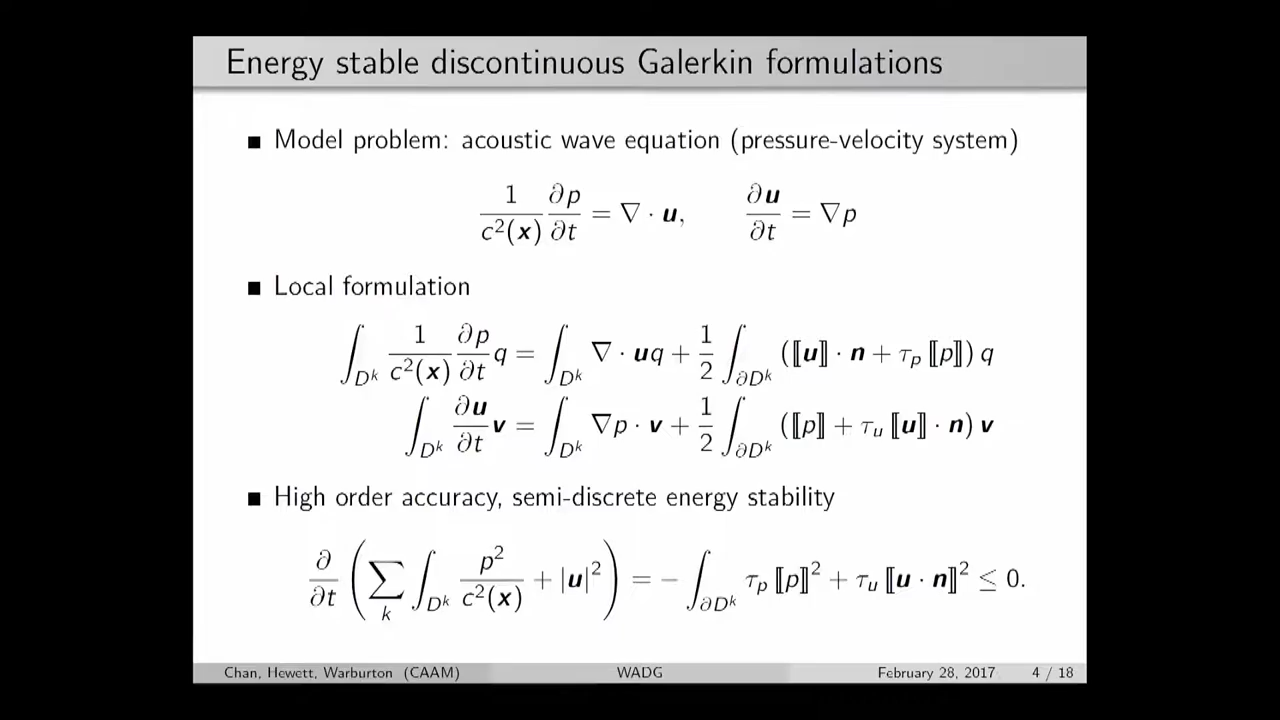 Energy stable discontinuous Galerkin formulations
■ Model problem: acoustic wave equation (pressure-velocity system)
1/c²(x) ∂p/∂t = ∇ · u,   ∂u/∂t = ∇p
■ Local formulation
∫_{D^k} 1/c²(x) ∂p/∂t q = ∫_{D^k} ∇ · uq + 1/2 ∫_{∂D^k} (⟦u⟧ · n + τ_p ⟦p⟧) q
∫_{D^k} ∂u/∂t v = ∫_{D^k} ∇p · v + 1/2 ∫_{∂D^k} (⟦p⟧ + τ_u ⟦u⟧ · n) v
■ High order accuracy, semi-discrete energy stability
∂/∂t (∑_k ∫_{D^k} p²/c²(x) + |u|²) = − ∫_{∂D^k} τ_p ⟦p⟧² + τ_u ⟦u · n⟧² ≤ 0.
Chan, Hewett, Warburton (CAAM) WADG February 28, 2017 4 / 18